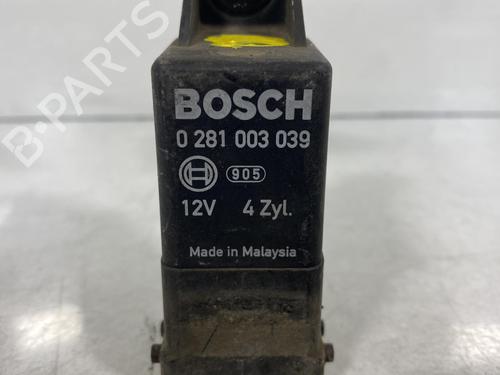 BOSCH
0 281 003 039
905
12V 4 Zyl.
Made in Malaysia
B-PARTS